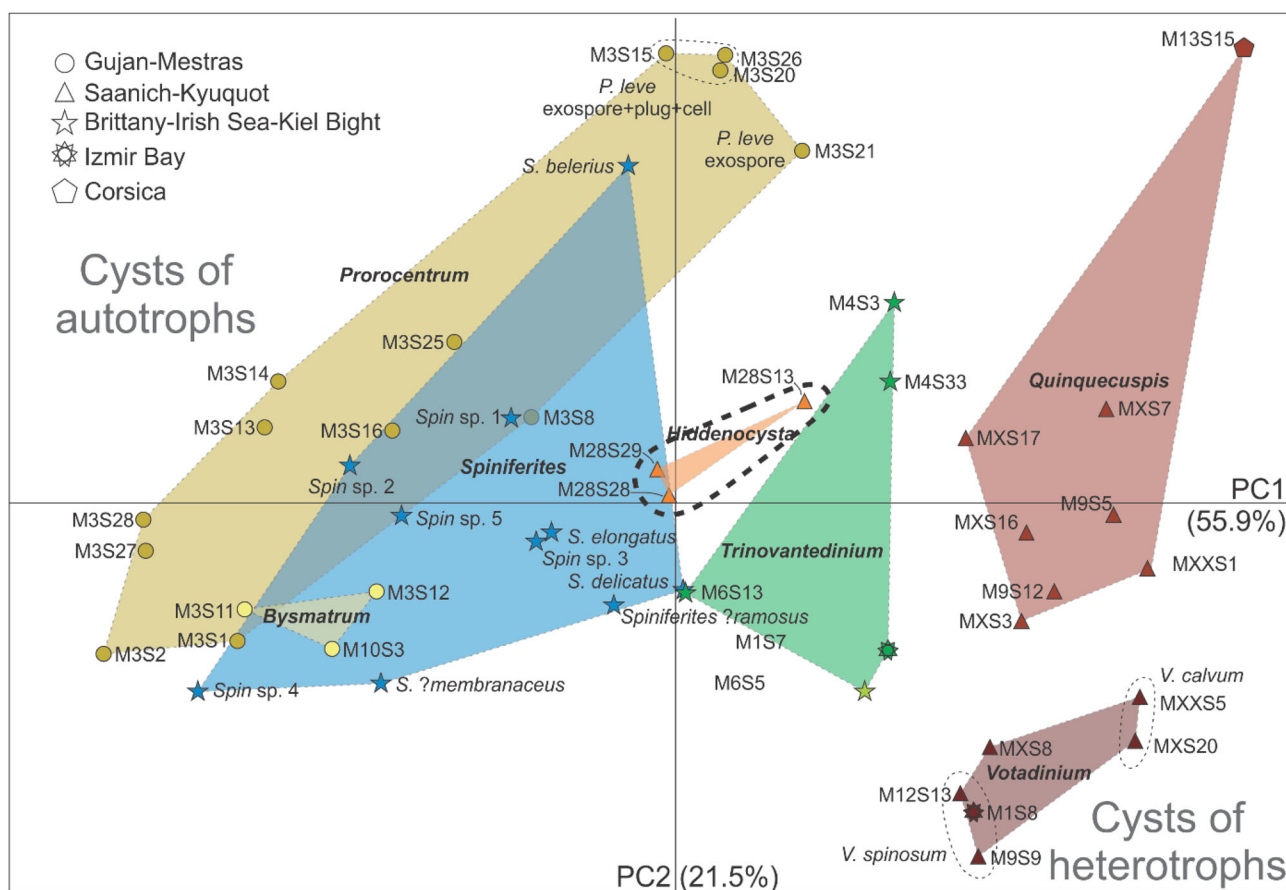 Gujan-Mestras
Saanich-Kyuquot
Brittany-Irish Sea-Kiel Bight
Izmir Bay
Corsica
M3S15
M3S26
M3S20
P. leve
exospore+plug+cell
P. leve
exospore
M3S21
M13S15
S. belerius
Cysts of
autotrophs
Prorocentrum
M3S25
M3S14
M3S13
M3S16
Spin sp. 1
M3S8
Spin sp. 2
Spiniferites
M4S3
M4S33
M28S13
Hiddenocysta
M28S29
M28S28
Quinquecuspis
MXS7
MXS17
PC1
(55.9%)
M9S5
MXS16
MXXS1
M9S12
MXS3
M3S28
M3S27
Spin sp. 5
S. elongatus
Spin sp. 3
S. delicatus
Trinovantedinium
M6S13
Spiniferites ?ramosus
M3S11
M3S12
Bysmatrum
M3S1
M10S3
M3S2
Spin sp. 4
S. ?membranaceus
M1S7
M6S5
V. calvum
MXXS5
MXS20
MXS8
Votadinium
M12S13
M1S8
V. spinosum
M9S9
Cysts of
heterotrophs
PC2 (21.5%)